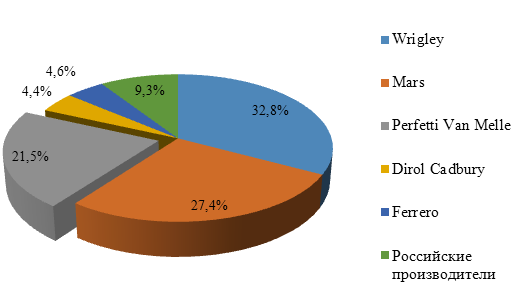 4,6%
4,4%
9,3%
32,8%
21,5%
27,4%
Wrigley
Mars
Perfetti Van Melle
Dirol Cadbury
Ferrero
Российские
производители